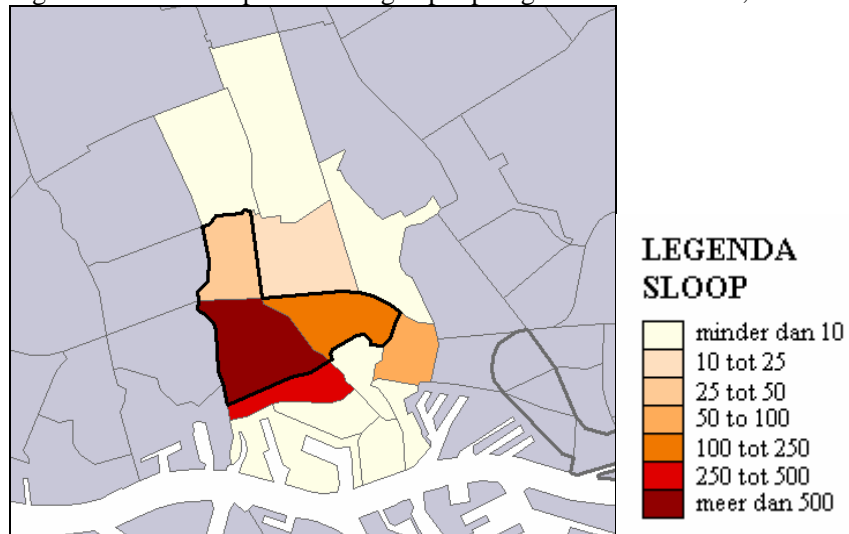 LEGENDA
SLOOP
minder dan 10
10 tot 25
25 tot 50
50 to 100
100 tot 250
250 tot 500
meer dan 500